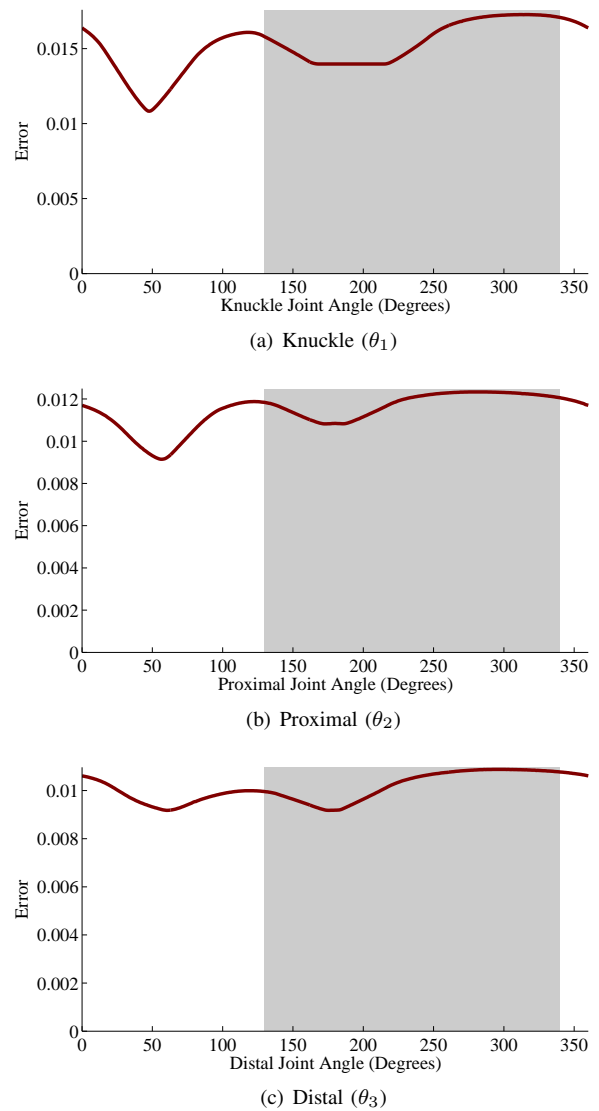 0.015
0.01
0.005
0
Error
0 50 100 150 200 250 300 350
Knuckle Joint Angle (Degrees)
(a) Knuckle (θ1)
0.012
0.01
0.008
0.006
0.004
0.002
0
Error
0 50 100 150 200 250 300 350
Proximal Joint Angle (Degrees)
(b) Proximal (θ2)
0.01
0.008
0.006
0.004
0.002
0
Error
0 50 100 150 200 250 300 350
Distal Joint Angle (Degrees)
(c) Distal (θ3)